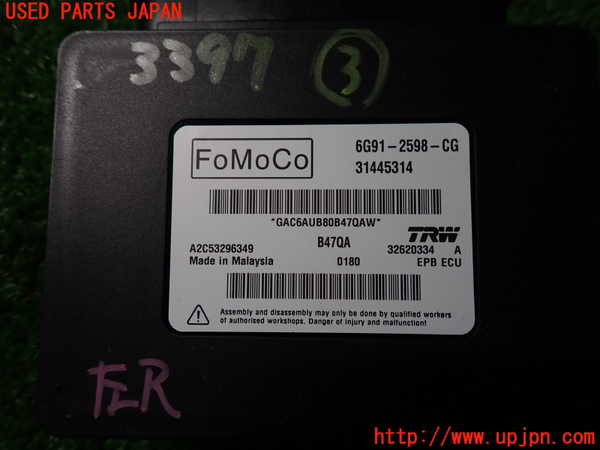 USED PARTS JAPAN
3397 ③
FoMoCo
6G91-2598-CG
31445314
*GAC6AUB80B47QAW*
A2C53296349
B47QA
TRW
32620334 A
Made in Malaysia
0180
EPB ECU
Assembly and disassembly may only be done by qualified workers
of authorized workshops. Danger of injury and malfunction!
左R
http://www.upjpn.com/